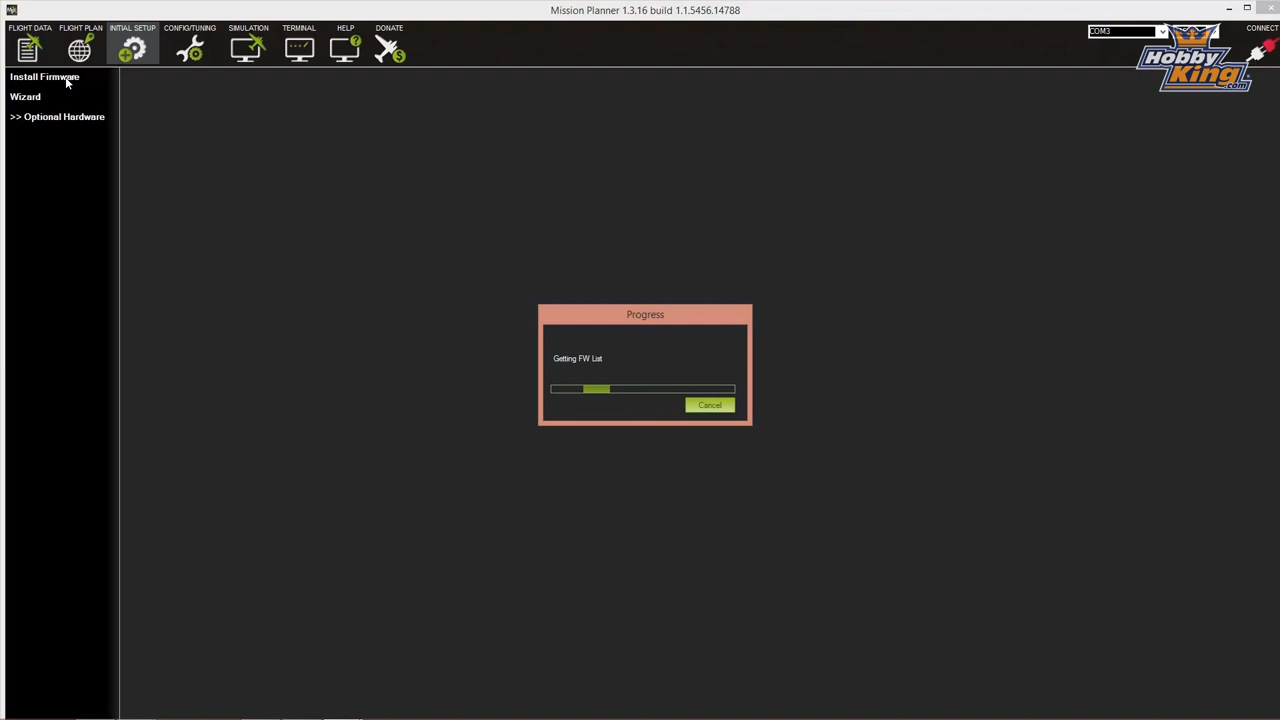 Mission Planner 1.3.16 build 1.1.5456.14788
FLIGHT DATA FLIGHT PLAN INITIAL SETUP CONFIG/TUNING SIMULATION TERMINAL HELP DONATE
COM3 CONNECT
Hobby
King
.com
Install Firmware
Wizard
>> Optional Hardware
Progress
Getting FW List
Cancel